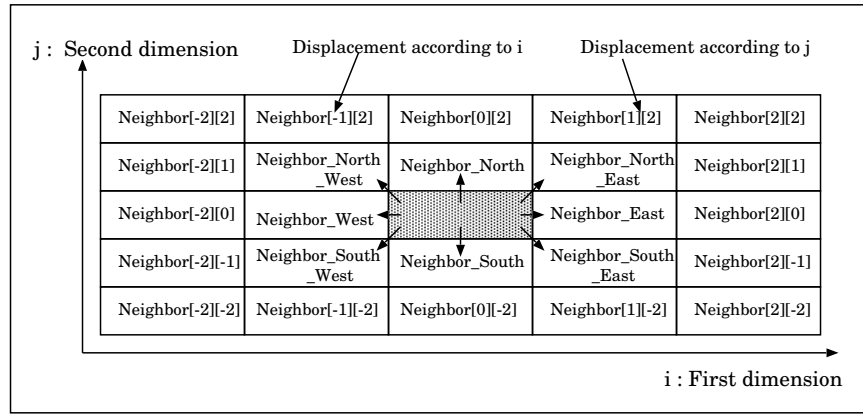 j : Second dimension
Displacement according to i
Displacement according to j
Neighbor[-2][2] Neighbor[-1][2] Neighbor[0][2] Neighbor[1][2] Neighbor[2][2]
Neighbor[-2][1]
Neighbor_North
_West
Neighbor_North
Neighbor_North
_East
Neighbor[2][1]
Neighbor[-2][0] Neighbor_West Neighbor_East Neighbor[2][0]
Neighbor[-2][-1]
Neighbor_South
_West
Neighbor_South
Neighbor_South
_East
Neighbor[2][-1]
Neighbor[-2][-2] Neighbor[-1][-2] Neighbor[0][-2] Neighbor[1][-2] Neighbor[2][-2]
i : First dimension